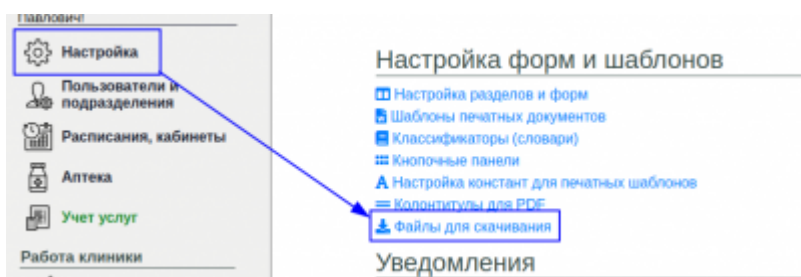 Павлович!
Настройка
Пользователи и
подразделения
Расписания, кабинеты
Аптека
Учет услуг
Работа клиники
Настройка форм и шаблонов
Настройка разделов и форм
Шаблоны печатных документов
Классификаторы (словари)
Кнопочные панели
Настройка констант для печатных шаблонов
Колонтитулы для PDF
Файлы для скачивания
Уведомления